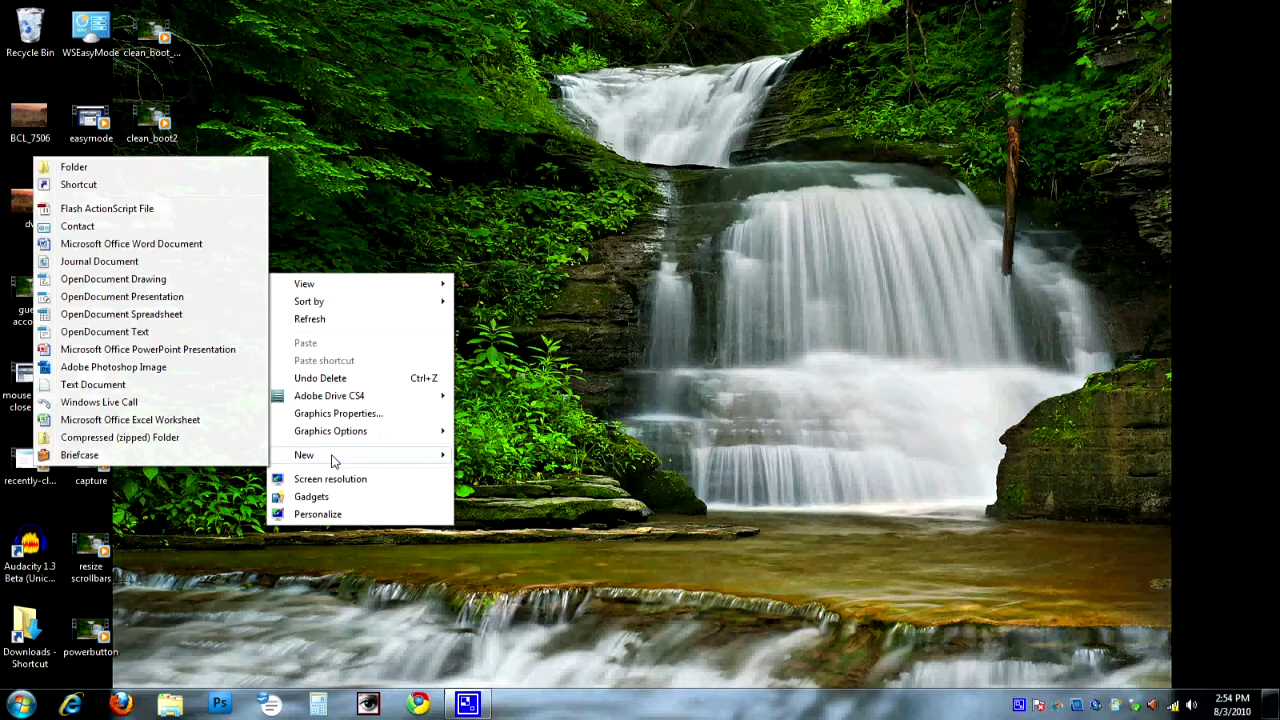 Recycle Bin
WSEasyMode
clean_boot_...
BCL_7506
easymode
clean_boot2
Folder
Shortcut
Flash ActionScript File
Contact
Microsoft Office Word Document
Journal Document
OpenDocument Drawing
OpenDocument Presentation
OpenDocument Spreadsheet
OpenDocument Text
Microsoft Office PowerPoint Presentation
Adobe Photoshop Image
Text Document
Windows Live Call
Microsoft Office Excel Worksheet
Compressed (zipped) Folder
Briefcase
View
Sort by
Refresh
Paste
Paste shortcut
Undo Delete Ctrl+Z
Adobe Drive CS4
Graphics Properties...
Graphics Options
New
Screen resolution
Gadgets
Personalize
mouse
close
recently-cl...
capture
Audacity 1.3
Beta (Unic...
resize
scrollbars
Downloads -
Shortcut
powerbutton
Ps
2:54 PM
8/3/2010